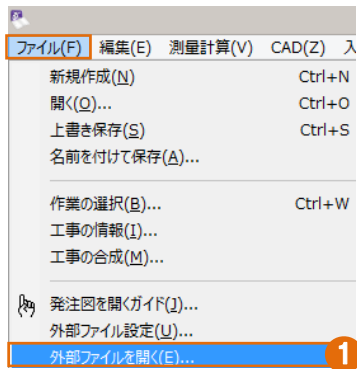 ファイル(F) 編集(E) 測量計算(V) CAD(Z) 入
新規作成(N) Ctrl+N
開く(O)... Ctrl+O
上書き保存(S) Ctrl+S
名前を付けて保存(A)...
作業の選択(B)... Ctrl+W
工事の情報(I)...
工事の合成(M)...
発注図を開くガイド(J)...
外部ファイル設定(U)...
外部ファイルを開く(E)... 1